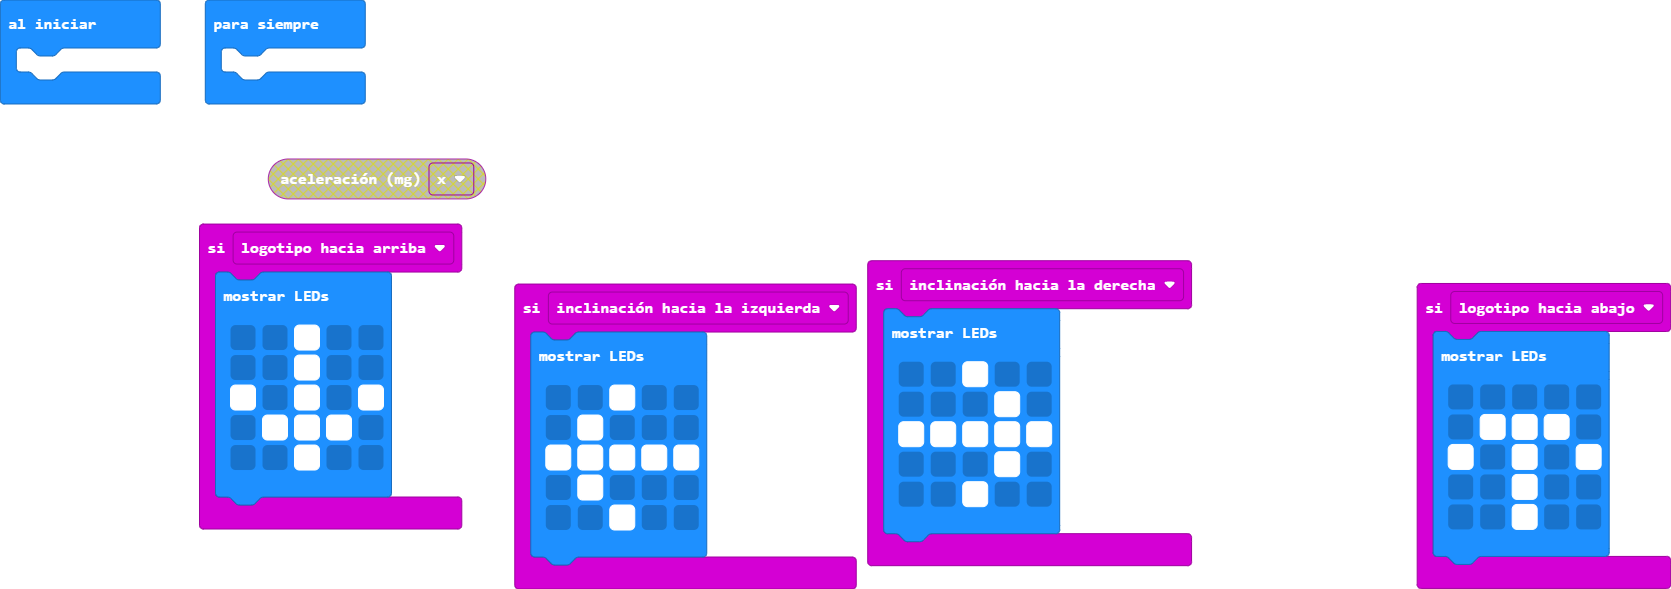 al iniciar
para siempre
aceleración (mg) x
si logotipo hacia arriba
mostrar LEDs
si inclinación hacia la izquierda
mostrar LEDs
si inclinación hacia la derecha
mostrar LEDs
si logotipo hacia abajo
mostrar LEDs